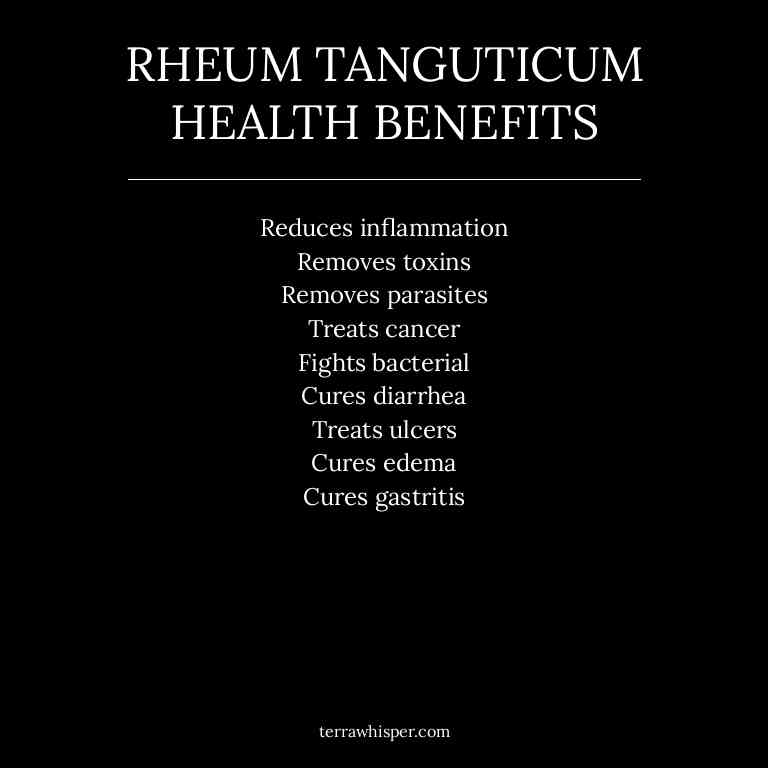 RHEUM TANGUTICUM
HEALTH BENEFITS
Reduces inflammation
Removes toxins
Removes parasites
Treats cancer
Fights bacterial
Cures diarrhea
Treats ulcers
Cures edema
Cures gastritis
terrawhisper.com